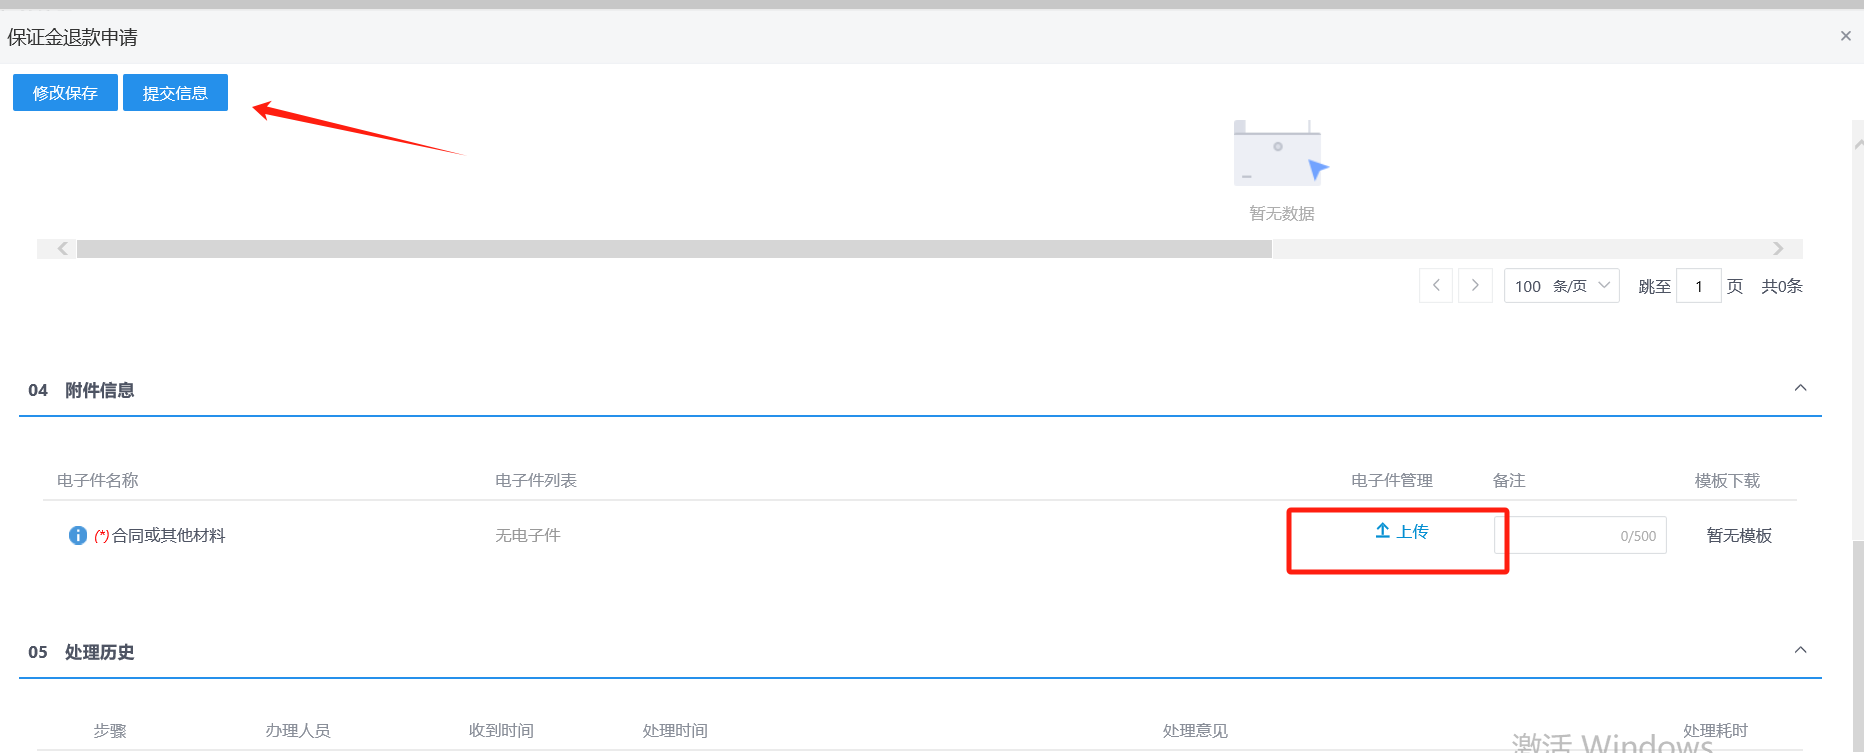 保证金退款申请
×
修改保存 提交信息
暂无数据
100 条/页 跳至 1 页 共0条
04 附件信息
电子件名称 电子件列表 电子件管理 备注 模板下载
(*)合同或其他材料 无电子件 上传 0/500 暂无模板
05 处理历史
步骤 办理人员 收到时间 处理时间 处理意见 处理耗时
激活 Windows